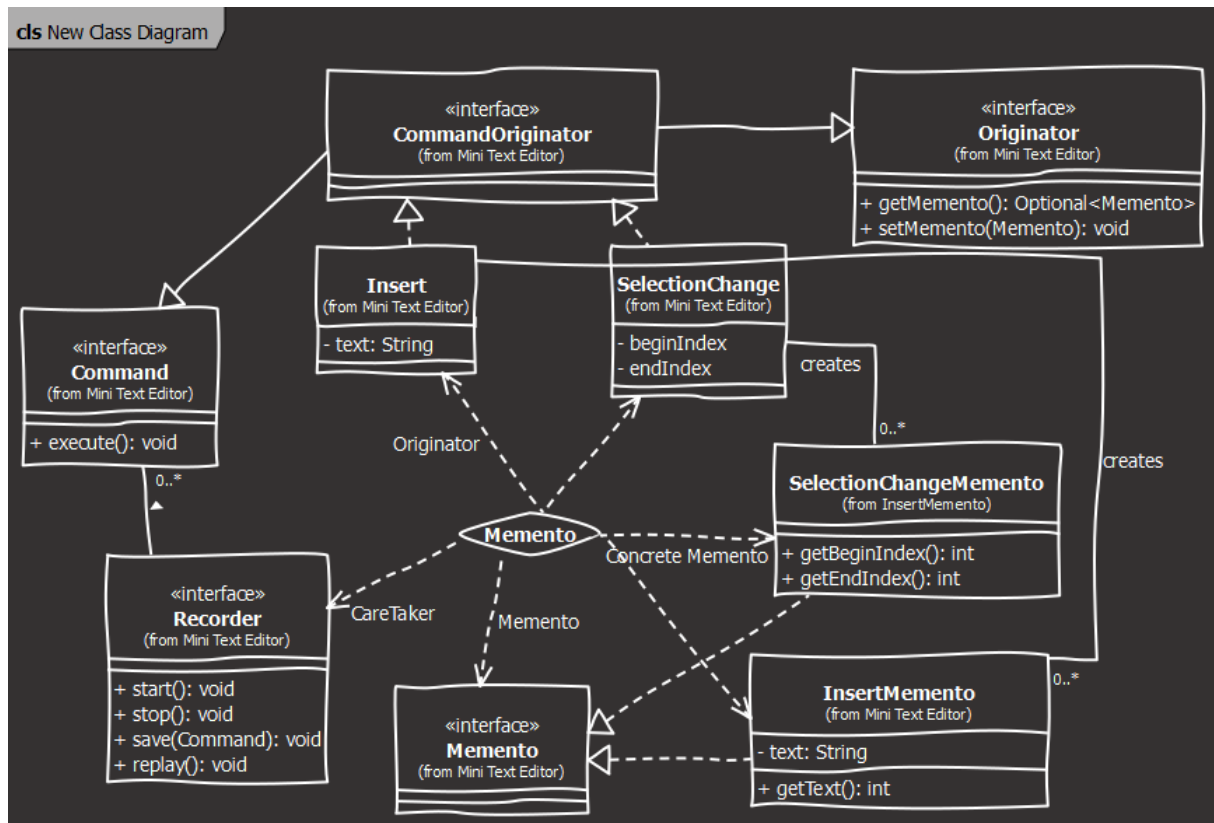 cls New Class Diagram
«interface»
CommandOriginator
(from Mini Text Editor)
«interface»
Originator
(from Mini Text Editor)
+ getMemento(): Optional<Memento>
+ setMemento(Memento): void
Insert
(from Mini Text Editor)
- text: String
SelectionChange
(from Mini Text Editor)
- beginIndex
- endIndex
«interface»
Command
(from Mini Text Editor)
+ execute(): void
creates
0..*
Originator
0..*
SelectionChangeMemento
(from InsertMemento)
+ getBeginIndex(): int
+ getEndIndex(): int
creates
Memento
Concrete Memento
«interface»
Recorder
(from Mini Text Editor)
+ start(): void
+ stop(): void
+ save(Command): void
+ replay(): void
CareTaker
Memento
InsertMemento
(from Mini Text Editor)
- text: String
+ getText(): int
0..*
«interface»
Memento
(from Mini Text Editor)